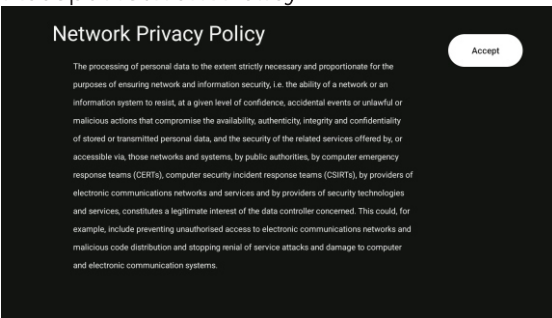 Network Privacy Policy
Accept
The processing of personal data to the extent strictly necessary and proportionate for the
purposes of ensuring network and information security, i.e. the ability of a network or an
information system to resist, at a given level of confidence, accidental events or unlawful or
malicious actions that compromise the availability, authenticity, integrity and confidentiality
of stored or transmitted personal data, and the security of the related services offered by, or
accessible via, those networks and systems, by public authorities, by computer emergency
response teams (CERTs), computer security incident response teams (CSIRTs), by providers of
electronic communications networks and services and by providers of security technologies
and services, constitutes a legitimate interest of the data controller concerned. This could, for
example, include preventing unauthorised access to electronic communications networks and
malicious code distribution and stopping renial of service attacks and damage to computer
and electronic communication systems.